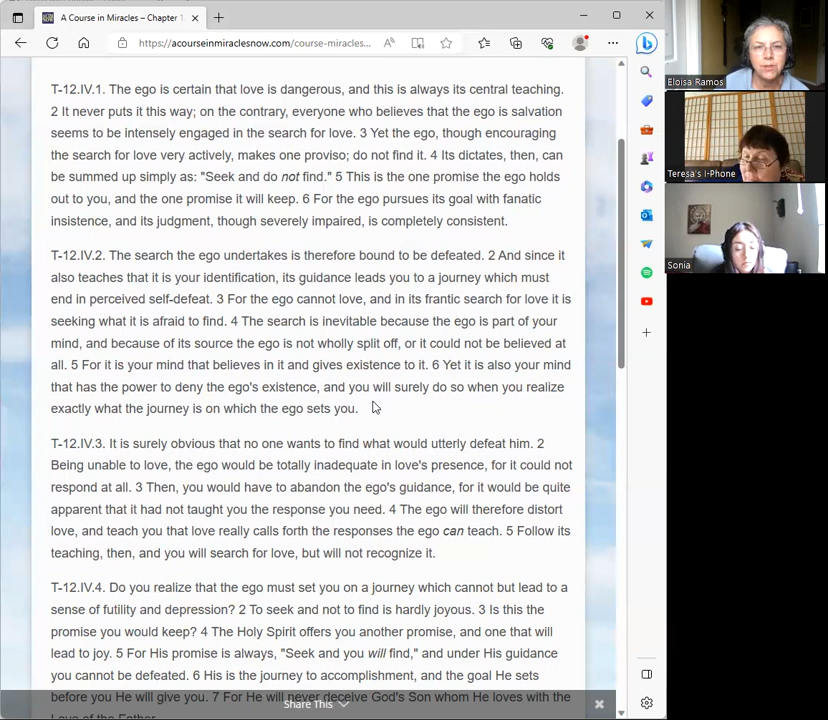 A Course in Miracles – Chapter 1
https://acourseinmiraclesnow.com/course-miracles...
T-12.IV.1. The ego is certain that love is dangerous, and this is always its central teaching.
2 It never puts it this way; on the contrary, everyone who believes that the ego is salvation
seems to be intensely engaged in the search for love. 3 Yet the ego, though encouraging
the search for love very actively, makes one proviso; do not find it. 4 Its dictates, then, can
be summed up simply as: "Seek and do not find." 5 This is the one promise the ego holds
out to you, and the one promise it will keep. 6 For the ego pursues its goal with fanatic
insistence, and its judgment, though severely impaired, is completely consistent.
T-12.IV.2. The search the ego undertakes is therefore bound to be defeated. 2 And since it
also teaches that it is your identification, its guidance leads you to a journey which must
end in perceived self-defeat. 3 For the ego cannot love, and in its frantic search for love it is
seeking what it is afraid to find. 4 The search is inevitable because the ego is part of your
mind, and because of its source the ego is not wholly split off, or it could not be believed at
all. 5 For it is your mind that believes in it and gives existence to it. 6 Yet it is also your mind
that has the power to deny the ego's existence, and you will surely do so when you realize
exactly what the journey is on which the ego sets you.
T-12.IV.3. It is surely obvious that no one wants to find what would utterly defeat him. 2
Being unable to love, the ego would be totally inadequate in love's presence, for it could not
respond at all. 3 Then, you would have to abandon the ego's guidance, for it would be quite
apparent that it had not taught you the response you need. 4 The ego will therefore distort
love, and teach you that love really calls forth the responses the ego can teach. 5 Follow its
teaching, then, and you will search for love, but will not recognize it.
T-12.IV.4. Do you realize that the ego must set you on a journey which cannot but lead to a
sense of futility and depression? 2 To seek and not to find is hardly joyous. 3 Is this the
promise you would keep? 4 The Holy Spirit offers you another promise, and one that will
lead to joy. 5 For His promise is always, "Seek and you will find," and under His guidance
you cannot be defeated. 6 His is the journey to accomplishment, and the goal He sets
before you He will give you. 7 For He will never deceive God's Son whom He loves with the
Love of the Father.
Share This
Eloisa Ramos
Teresa's I-Phone
Sonia